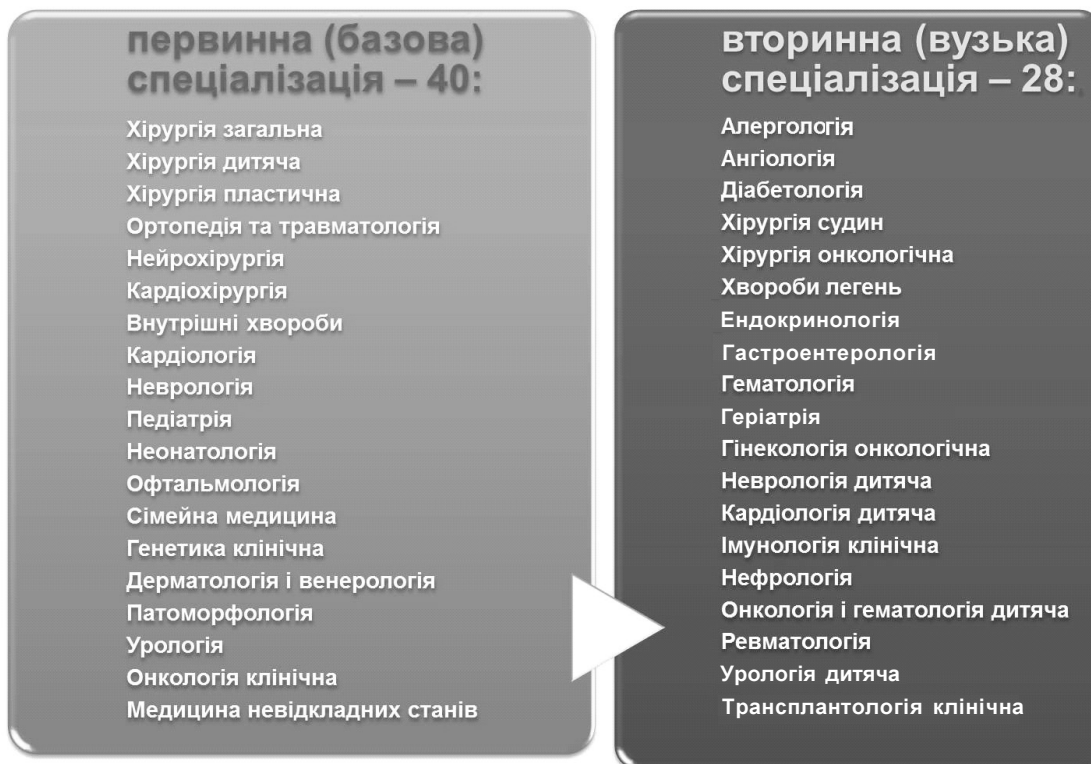 первинна (базова)
спеціалізація – 40:
Хірургія загальна
Хірургія дитяча
Хірургія пластична
Ортопедія та травматологія
Нейрохірургія
Кардіохірургія
Внутрішні хвороби
Кардіологія
Неврологія
Педіатрія
Неонатологія
Офтальмологія
Сімейна медицина
Генетика клінічна
Дерматологія і венерологія
Патоморфологія
Урологія
Онкологія клінічна
Медицина невідкладних станів
вторинна (вузька)
спеціалізація – 28:
Алергологія
Ангіологія
Діабетологія
Хірургія судин
Хірургія онкологічна
Хвороби легень
Ендокринологія
Гастроентерологія
Гематологія
Геріатрія
Гінекологія онкологічна
Неврологія дитяча
Кардіологія дитяча
Імунологія клінічна
Нефрологія
Онкологія і гематологія дитяча
Ревматологія
Урологія дитяча
Трансплантологія клінічна